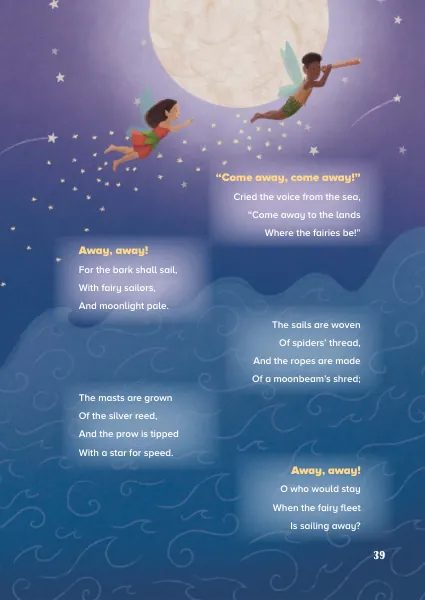 “Come away, come away!”
Cried the voice from the sea,
“Come away to the lands
Where the fairies be!”
Away, away!
For the bark shall sail,
With fairy sailors,
And moonlight pale.
The sails are woven
Of spiders’ thread,
And the ropes are made
Of a moonbeam’s shred;
The masts are grown
Of the silver reed,
And the prow is tipped
With a star for speed.
Away, away!
O who would stay
When the fairy fleet
Is sailing away?
39